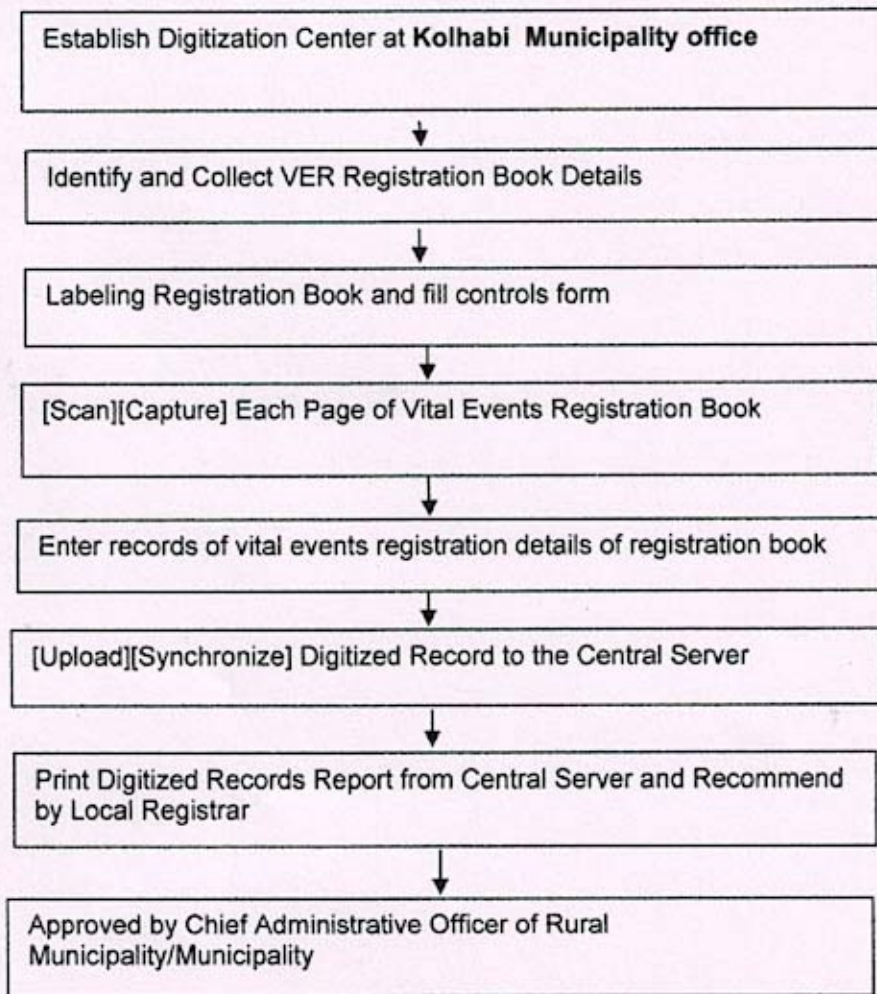 Establish Digitization Center at Kolhabi Municipality office
Identify and Collect VER Registration Book Details
Labeling Registration Book and fill controls form
[Scan][Capture] Each Page of Vital Events Registration Book
Enter records of vital events registration details of registration book
[Upload][Synchronize] Digitized Record to the Central Server
Print Digitized Records Report from Central Server and Recommend
by Local Registrar
Approved by Chief Administrative Officer of Rural
Municipality/Municipality